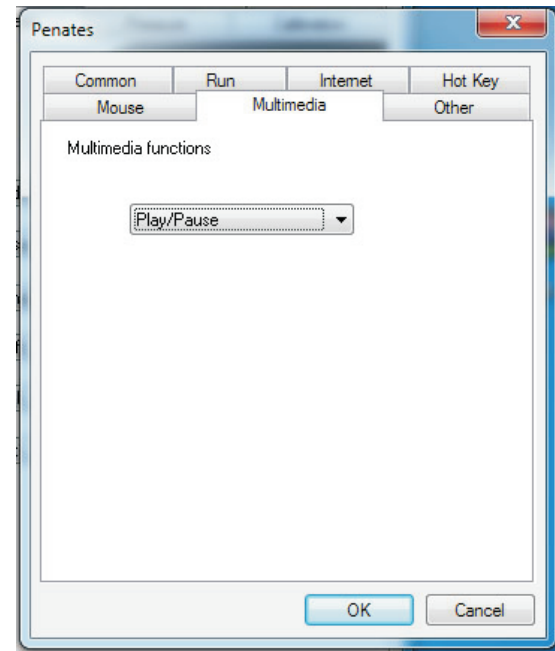 Penates
Common Run Internet Hot Key
Mouse Multimedia Other
Multimedia functions
Play/Pause
OK Cancel